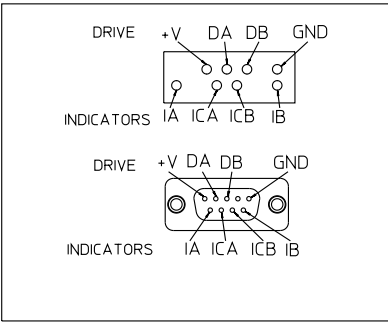 DRIVE +V DA DB GND
INDICATORS IA ICA ICB IB
DRIVE +V DA DB GND
INDICATORS IA ICA ICB IB